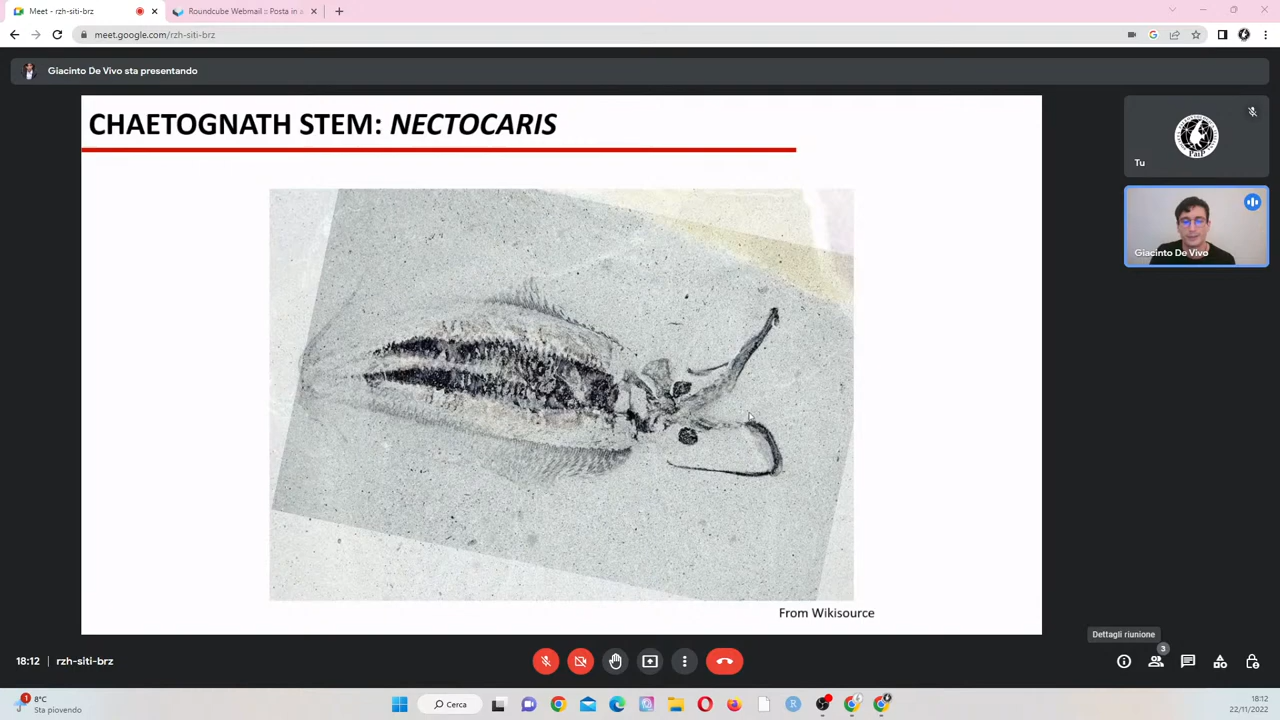 Meet - rzh-siti-brz
Roundcube Webmail :: Posta in a
meet.google.com/rzh-siti-brz
Giacinto De Vivo sta presentando
CHAETOGNATH STEM: NECTOCARIS
Tu
Giacinto De Vivo
From Wikisource
Dettagli riunione
18:12
rzh-siti-brz
3
1
8°C
Sta piovendo
Cerca
18:12
22/11/2022